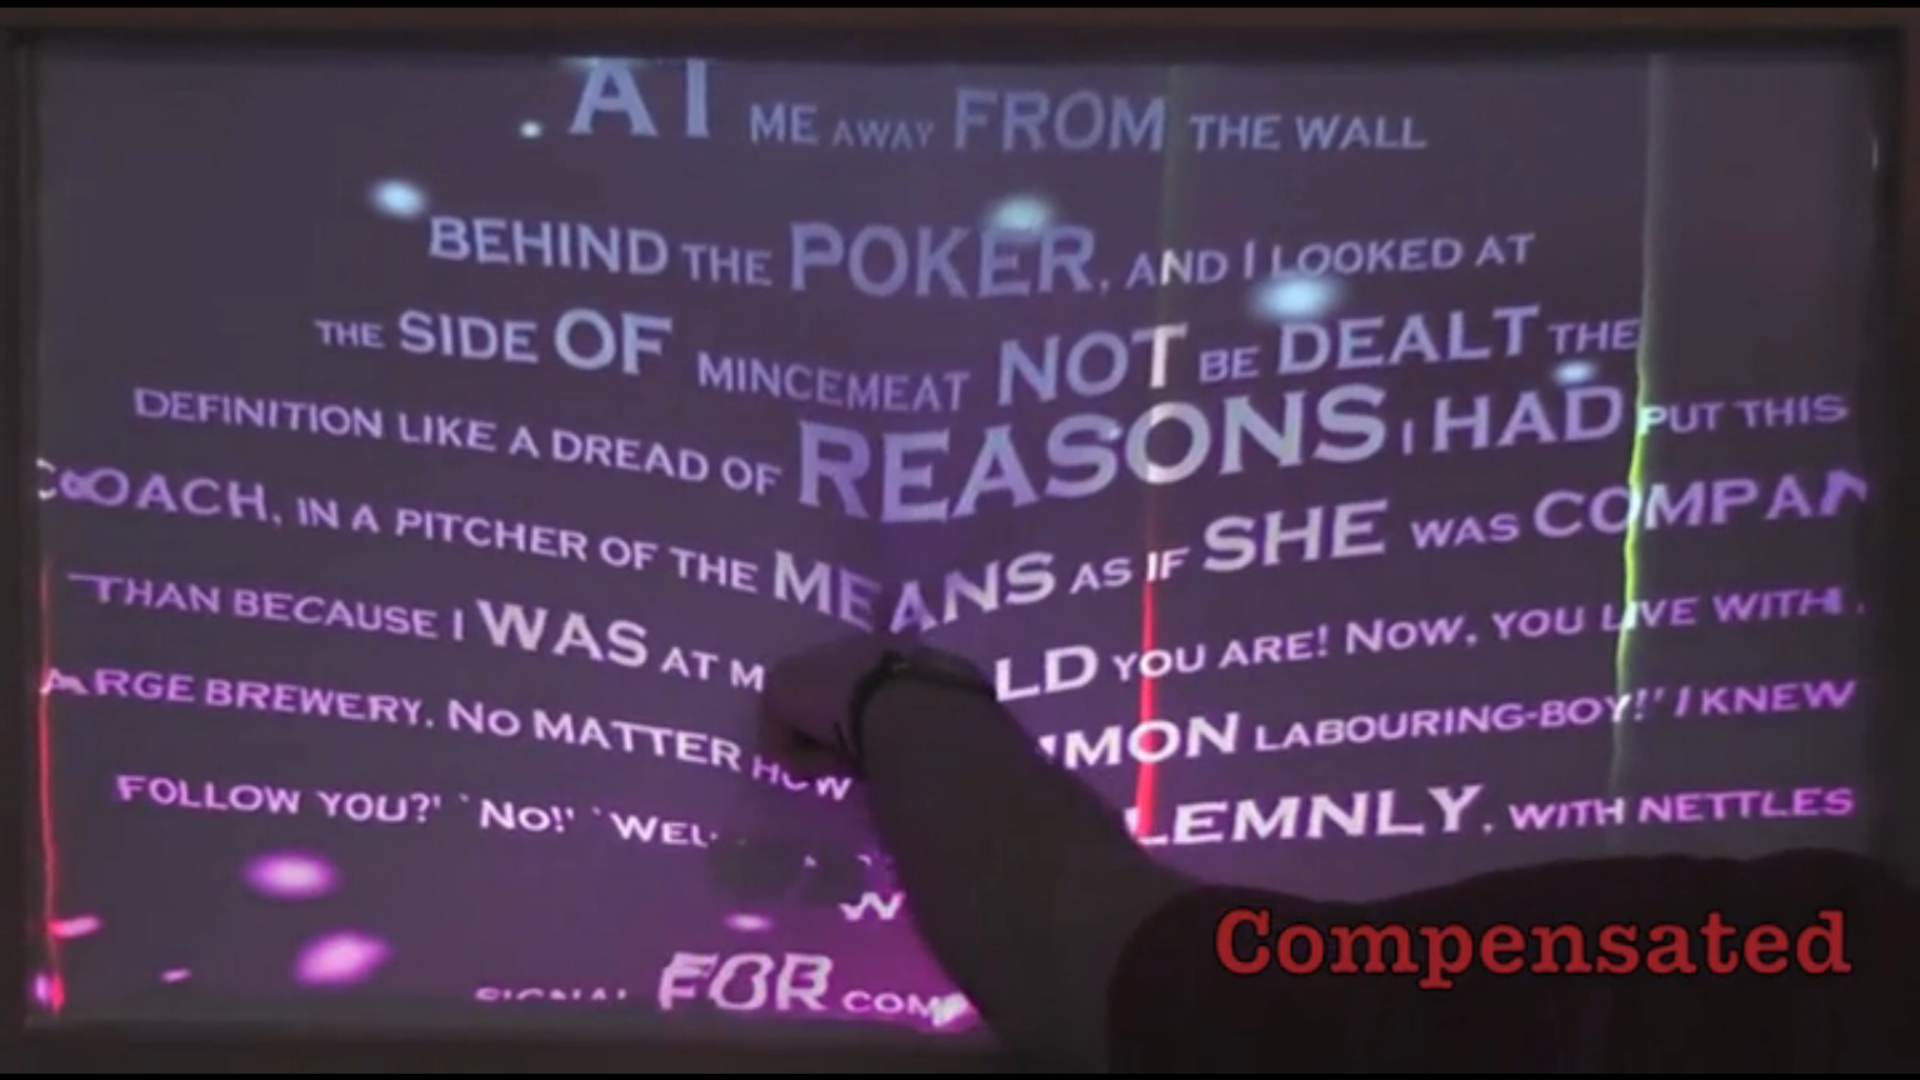 AT ME AWAY FROM THE WALL
BEHIND THE POKER, AND I LOOKED AT
THE SIDE OF MINCEMEAT NOT BE DEALT THE
DEFINITION LIKE A DREAD OF REASONS I HAD PUT THIS
COACH, IN A PITCHER OF THE MEANS AS IF SHE WAS COMPAN
THAN BECAUSE I WAS AT M LD YOU ARE! NOW, YOU LIVE WITH
ARGE BREWERY. NO MATTER HOW MMON LABOURING-BOY!' I KNEW
FOLLOW YOU?' `NO!' `WEL LEMNLY, WITH NETTLES
W
SIGNAL FOR COM
Compensated